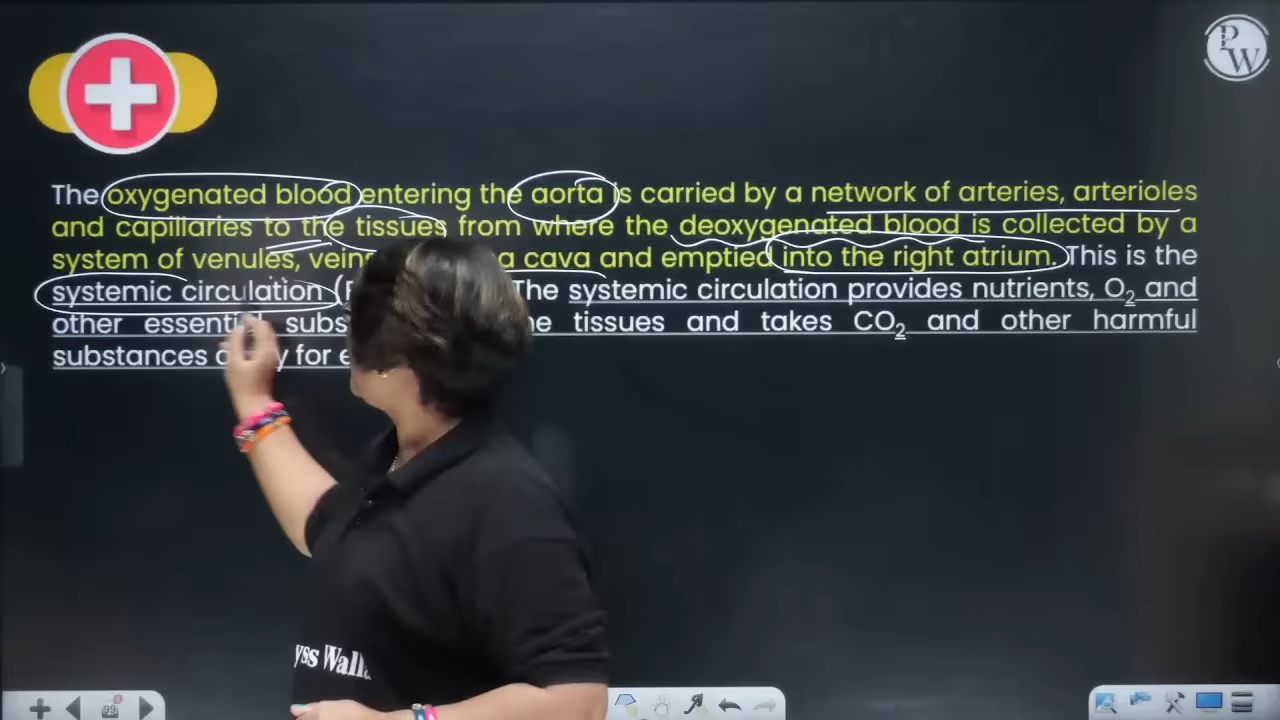 PW
The oxygenated blood entering the aorta is carried by a network of arteries, arterioles
and capillaries to the tissues from where the deoxygenated blood is collected by a
system of venules, veins a cava and emptied into the right atrium. This is the
systemic circulation ( The systemic circulation provides nutrients, O₂ and
other essential tissues and takes CO₂ and other harmful
substances for
99